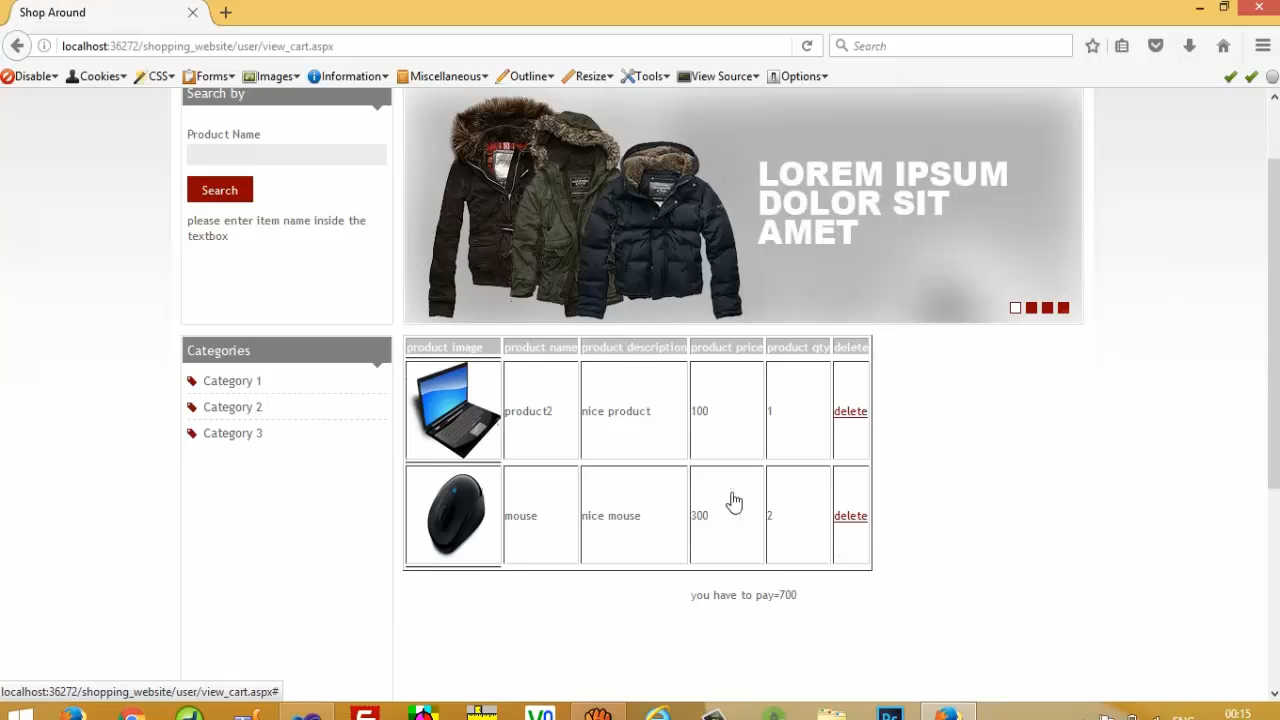 Shop Around
localhost:36272/shopping_website/user/view_cart.aspx
Search
Disable▾ Cookies▾ CSS▾ Forms▾ Images▾ Information▾ Miscellaneous▾ Outline▾ Resize▾ Tools▾ View Source▾ Options▾
Search by
Product Name
Search
please enter item name inside the
textbox
LOREM IPSUM
DOLOR SIT
AMET
Categories
Category 1
Category 2
Category 3
product image product name product description product price product qty delete
product2 nice product 100 1 delete
mouse nice mouse 300 2 delete
you have to pay=700
localhost:36272/shopping_website/user/view_cart.aspx#
00:15